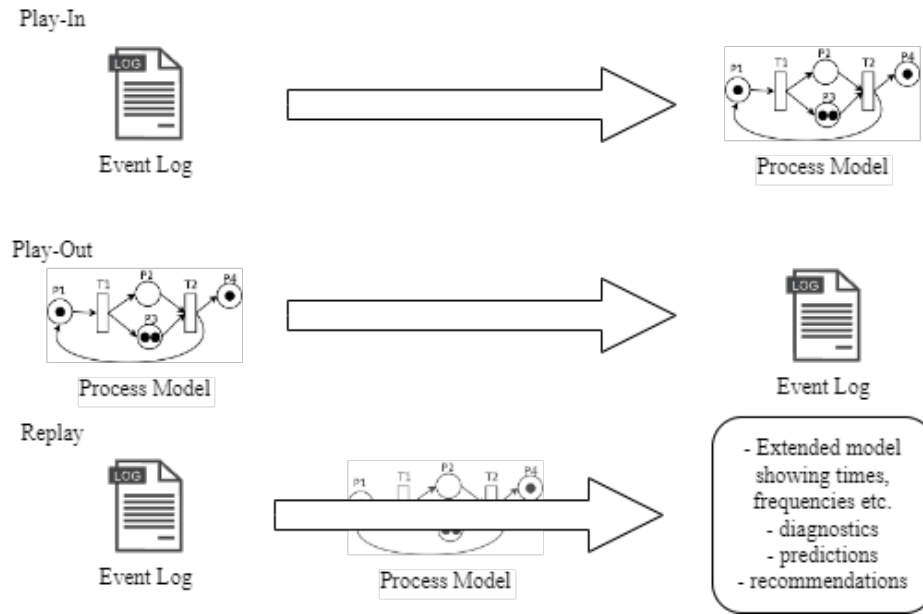 Play-In
LOG
P1 T1 P2 T2 P4
P3
Event Log
Process Model
Play-Out
P1 T1 P2 T2 P4
P3
LOG
Process Model
Event Log
Replay
LOG
P1 T1 P2 T2 P4
Event Log
Process Model
- Extended model
showing times,
frequencies etc.
- diagnostics
- predictions
- recommendations